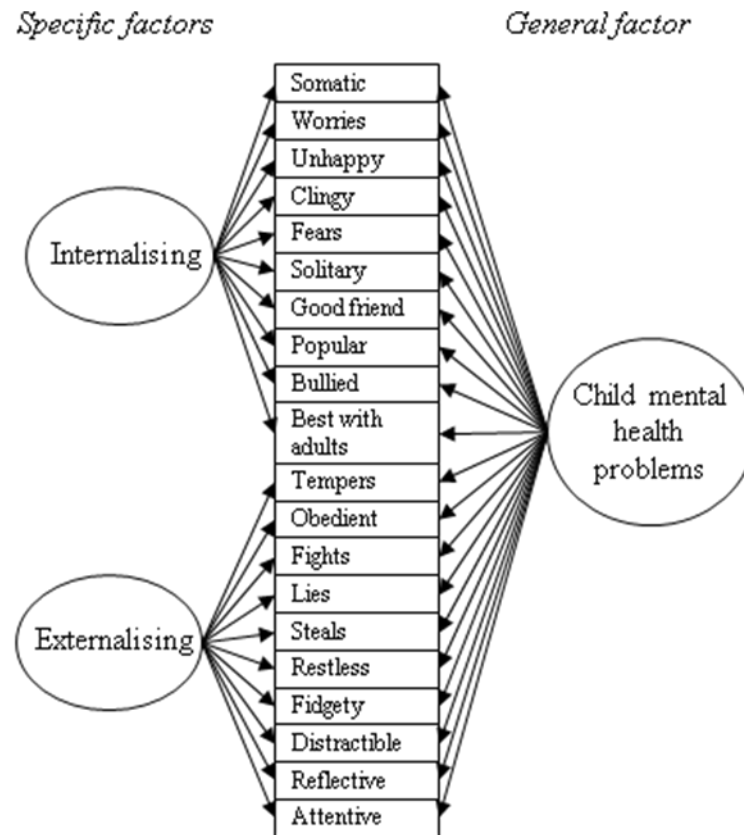 Specific factors
General factor
Somatic
Worries
Unhappy
Clingy
Fears
Solitary
Good friend
Popular
Bullied
Best with
adults
Tempers
Obedient
Fights
Lies
Steals
Restless
Fidgety
Distractible
Reflective
Attentive
Internalising
Externalising
Child mental
health
problems